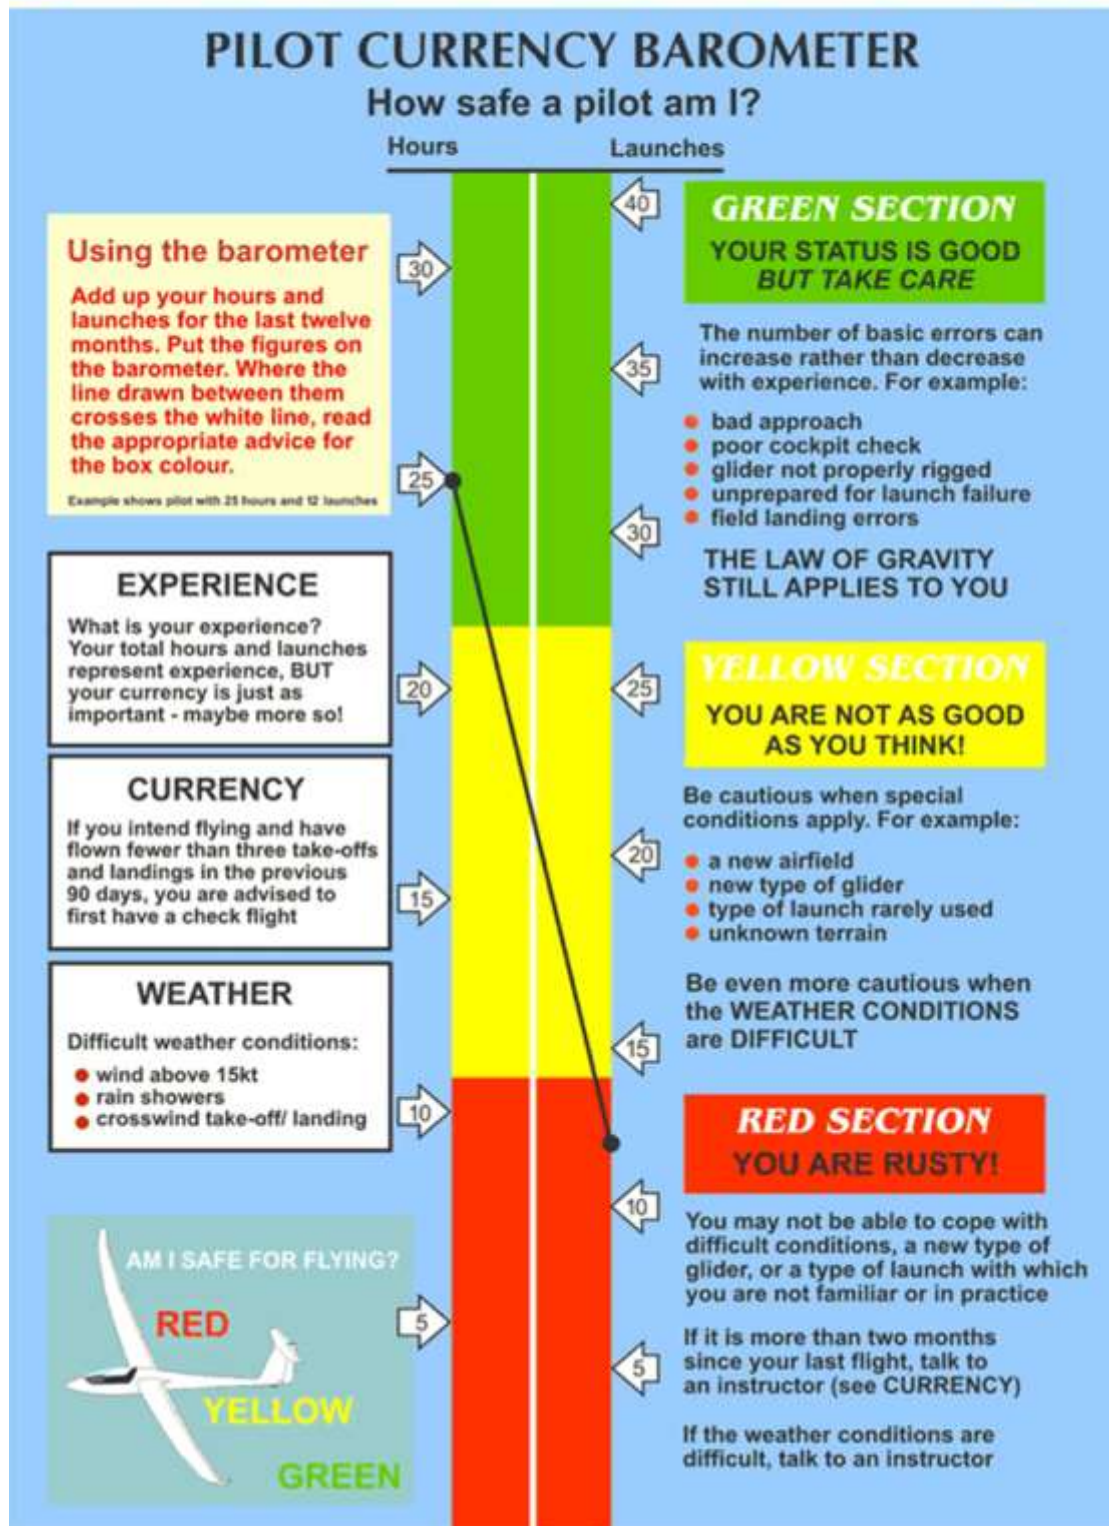 PILOT CURRENCY BAROMETER
How safe a pilot am I?
Hours
Launches
Using the barometer
Add up your hours and
launches for the last twelve
months. Put the figures on
the barometer. Where the
line drawn between them
crosses the white line, read
the appropriate advice for
the box colour.
Example shows pilot with 25 hours and 12 launches
EXPERIENCE
What is your experience?
Your total hours and launches
represent experience, BUT
your currency is just as
important - maybe more so!
CURRENCY
If you intend flying and have
flown fewer than three take-offs
and landings in the previous
90 days, you are advised to
first have a check flight
WEATHER
Difficult weather conditions:
wind above 15kt
rain showers
crosswind take-off/ landing
AM I SAFE FOR FLYING?
RED
YELLOW
GREEN
30
25
20
15
10
5
40
35
30
25
20
15
10
5
GREEN SECTION
YOUR STATUS IS GOOD
BUT TAKE CARE
The number of basic errors can
increase rather than decrease
with experience. For example:
bad approach
poor cockpit check
glider not properly rigged
unprepared for launch failure
field landing errors
THE LAW OF GRAVITY
STILL APPLIES TO YOU
YELLOW SECTION
YOU ARE NOT AS GOOD
AS YOU THINK!
Be cautious when special
conditions apply. For example:
a new airfield
new type of glider
type of launch rarely used
unknown terrain
Be even more cautious when
the WEATHER CONDITIONS
are DIFFICULT
RED SECTION
YOU ARE RUSTY!
You may not be able to cope with
difficult conditions, a new type of
glider, or a type of launch with which
you are not familiar or in practice
If it is more than two months
since your last flight, talk to
an instructor (see CURRENCY)
If the weather conditions are
difficult, talk to an instructor